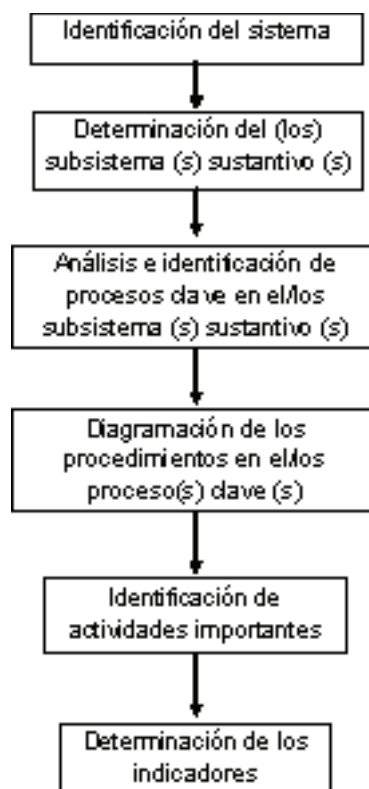 Identificación del sistema
Determinación del (los)
subsistema (s) sustantivo (s)
Análisis e identificación de
procesos clave en el/los
subsistema (s) sustantivo (s)
Diagramación de los
procedimientos en el/los
proceso(s) clave (s)
Identificación de
actividades importantes
Determinación de los
indicadores